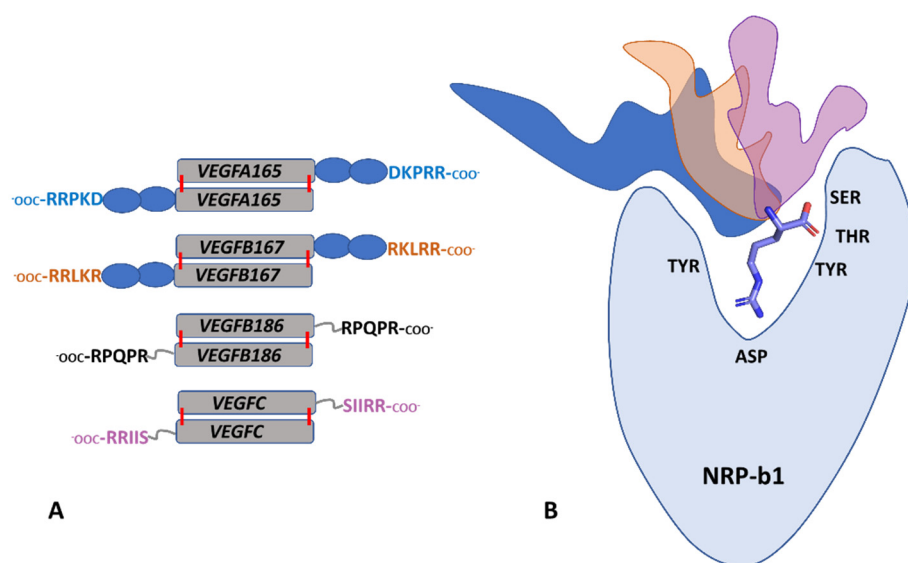 VEGFA165
DKPRR-COO-
-OOC-RRPKD
VEGFA165
VEGFB167
RKLRR-COO-
-OOC-RRLKR
VEGFB167
VEGFB186
RPQPR-COO-
-OOC-RPQPR
VEGFB186
VEGFC
SIIRR-COO-
-OOC-RRIIS
VEGFC
A
SER
THR
TYR
TYR
ASP
NRP-b1
B